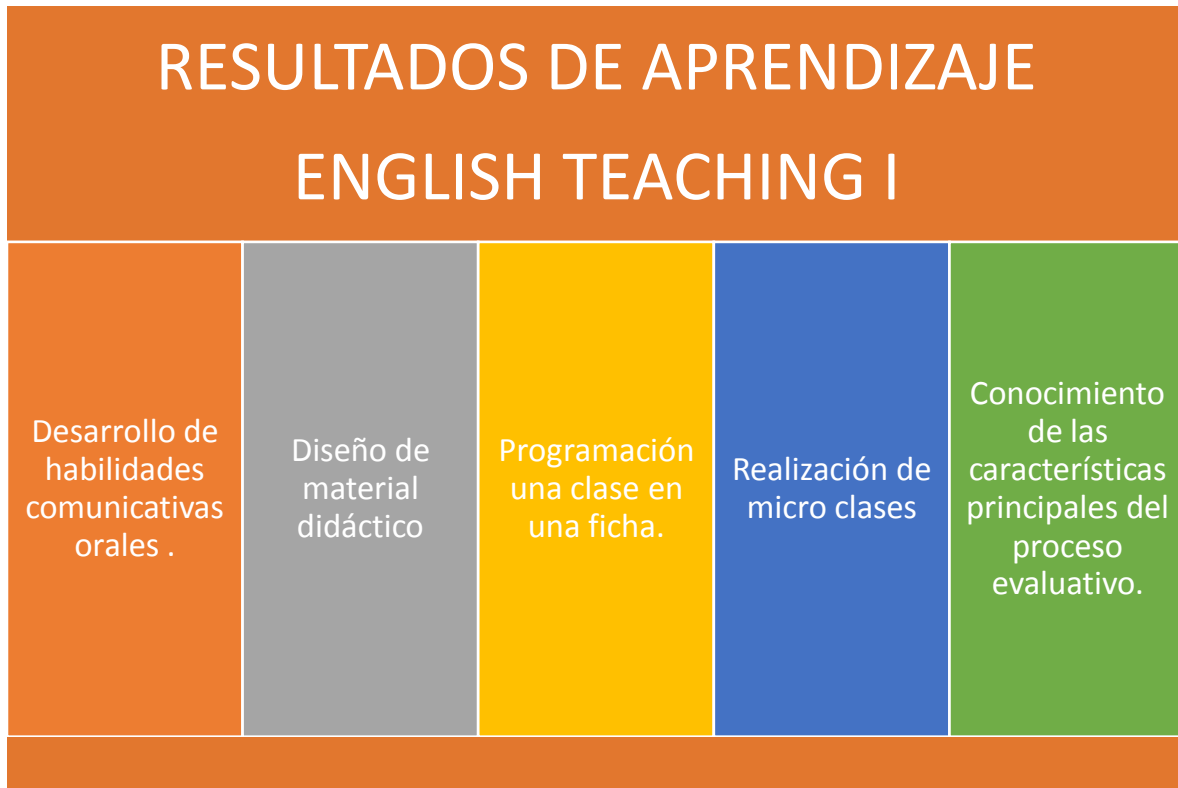 RESULTADOS DE APRENDIZAJE
ENGLISH TEACHING I
Desarrollo de
habilidades
comunicativas
orales .
Diseño de
material
didáctico
Programación
una clase en
una ficha.
Realización de
micro clases
Conocimiento
de las
características
principales del
proceso
evaluativo.